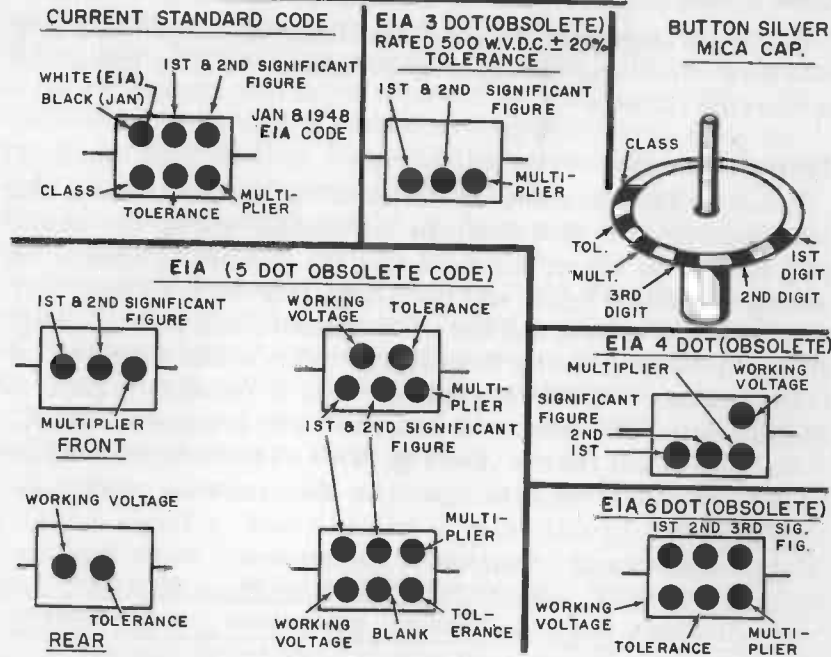 CURRENT STANDARD CODE
WHITE (EIA)
BLACK (JAN)
1ST & 2ND SIGNIFICANT
FIGURE
JAN & 1948
EIA CODE
CLASS
TOLERANCE
MULTI-
PLIER
EIA 3 DOT (OBSOLETE)
RATED 500 W.V.D.C. ± 20%
TOLERANCE
1ST & 2ND SIGNIFICANT
FIGURE
MULTI-
PLIER
BUTTON SILVER
MICA CAP.
CLASS
TOL.
MULT.
3RD
DIGIT
2ND DIGIT
1ST
DIGIT
EIA (5 DOT OBSOLETE CODE)
1ST & 2ND SIGNIFICANT
FIGURE
MULTIPLIER
FRONT
WORKING VOLTAGE
TOLERANCE
REAR
WORKING
VOLTAGE
TOLERANCE
MULTI-
PLIER
1ST & 2ND SIGNIFICANT
FIGURE
MULTI-
PLIER
WORKING
VOLTAGE
BLANK
TOL-
ERANCE
EIA 4 DOT (OBSOLETE)
MULTIPLIER
WORKING
VOLTAGE
SIGNIFICANT
FIGURE
2ND
1ST
EIA 6 DOT (OBSOLETE)
1ST 2ND 3RD SIG.
FIG.
WORKING
VOLTAGE
TOLERANCE
MULTI-
PLIER